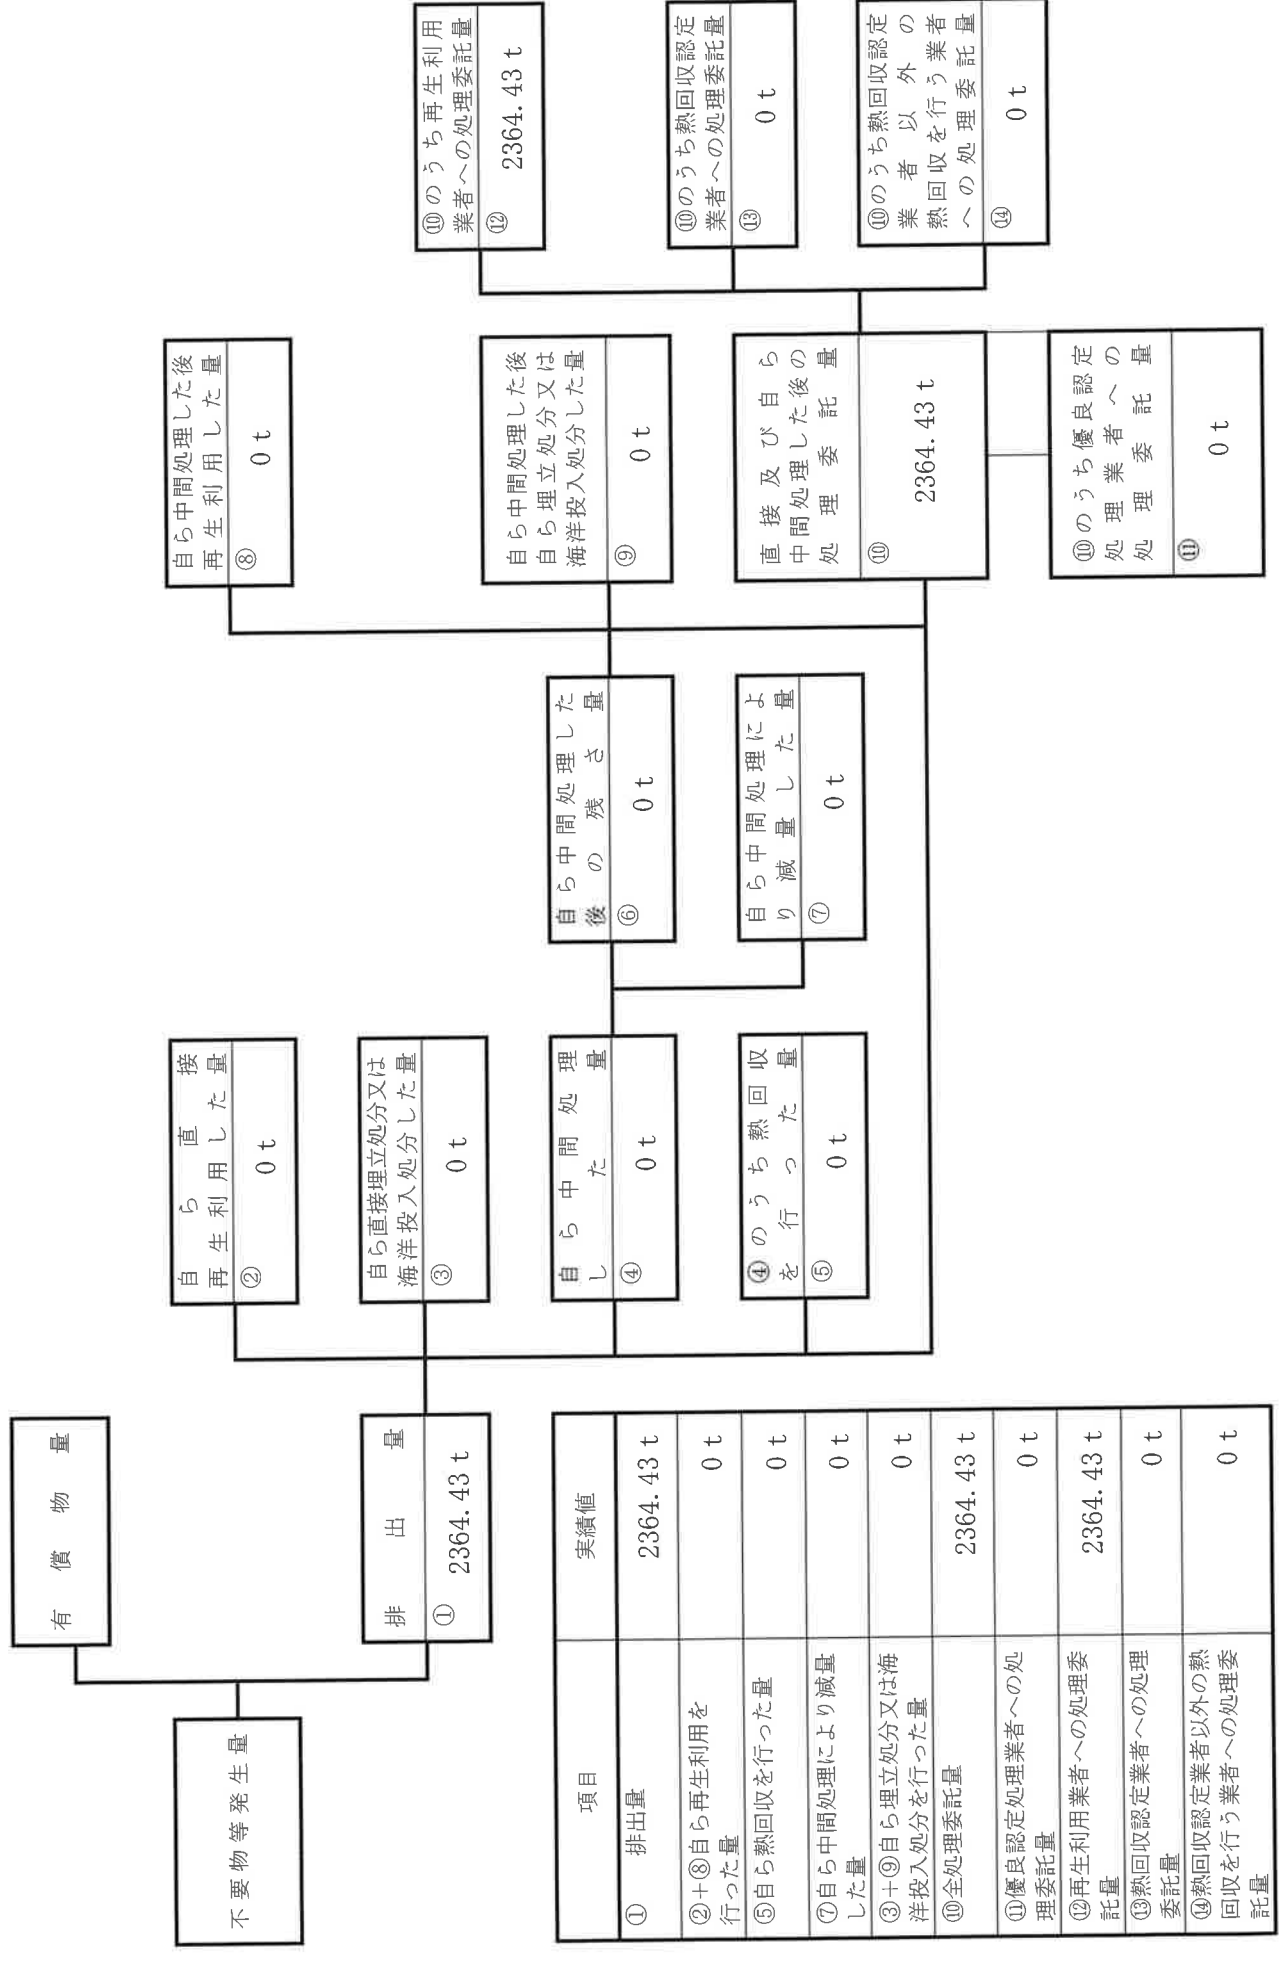 不要物等発生量
有償物量
排出量
①
2364.43 t
自ら直接
再生利用した量
②
0 t
自ら直接埋立処分又は
海洋投入処分した量
③
0 t
自ら中間処理
した量
④
0 t
④のうち熱回収
を行った量
⑤
0 t
自ら中間処理した
後の残さ量
⑥
0 t
自ら中間処理によ
り減量した量
⑦
0 t
自ら中間処理した後
再生利用した量
⑧
0 t
自ら中間処理した後
自ら埋立処分又は
海洋投入処分した量
⑨
0 t
直接及び自ら
中間処理した後の
処理委託量
⑩
2364.43 t
⑩のうち優良認定
処理業者への
処理委託量
⑪
0 t
⑩のうち再生利用
業者への処理委託量
⑫
2364.43 t
⑩のうち熱回収認定
業者への処理委託量
⑬
0 t
⑩のうち熱回収認定
業者以外の
熱回収を行う業者
への処理委託量
⑭
0 t
項目 実績値
① 排出量 2364.43 t
②+⑧自ら再生利用を
行った量 0 t
⑤自ら熱回収を行った量 0 t
⑦自ら中間処理により減量
した量 0 t
③+⑨自ら埋立処分又は海
洋投入処分を行った量 0 t
⑩全処理委託量 2364.43 t
⑪優良認定処理業者への処
理委託量 0 t
⑫再生利用業者への処理委
託量 2364.43 t
⑬熱回収認定業者への処理
委託量 0 t
⑭熱回収認定業者以外の熱
回収を行う業者への処理委
託量 0 t